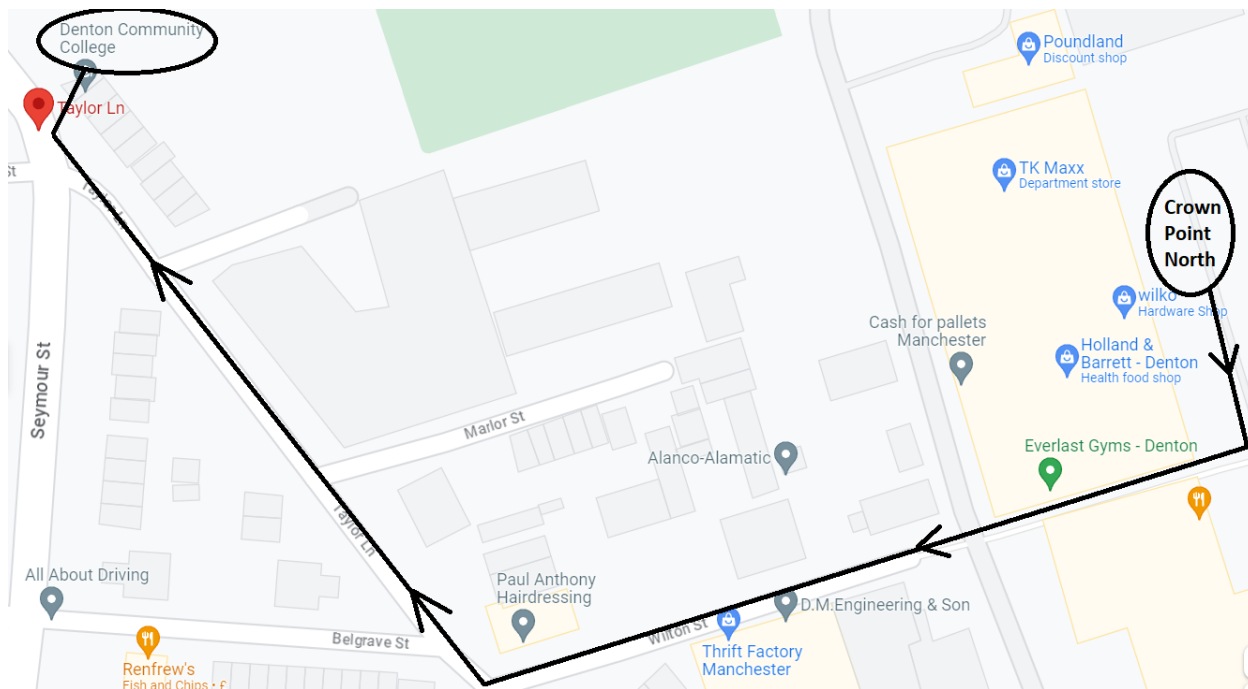 Denton Community
College
Taylor Ln
St
Taylor Ln
Seymour St
Poundland
Discount shop
TK Maxx
Department store
Crown
Point
North
wilko
Hardware Shop
Cash for pallets
Manchester
Holland &
Barrett - Denton
Health food shop
Marlor St
Everlast Gyms - Denton
Alanco-Alamatic
Taylor Ln
All About Driving
Paul Anthony
Hairdressing
D.M.Engineering & Son
Wilton St
Belgrave St
Thrift Factory
Manchester
Renfrew's
Fish and Chips • £